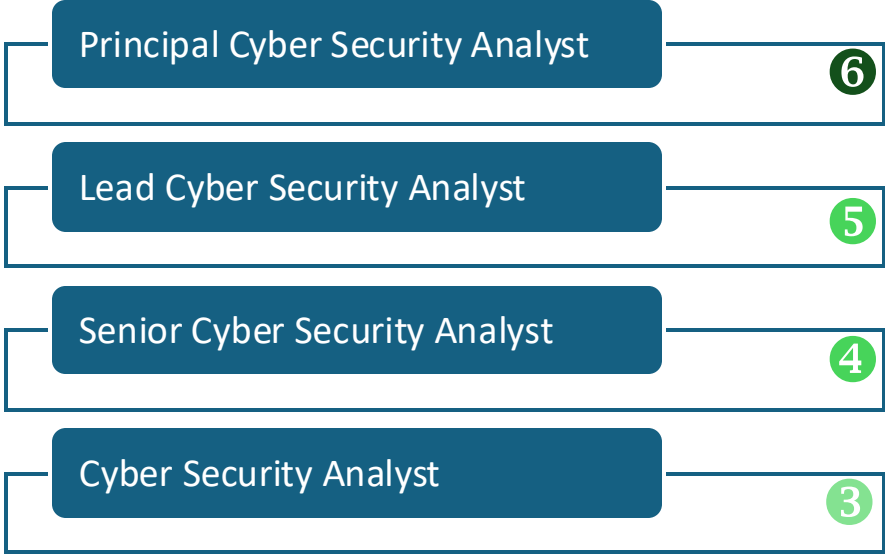 Principal Cyber Security Analyst
6
Lead Cyber Security Analyst
5
Senior Cyber Security Analyst
4
Cyber Security Analyst
3